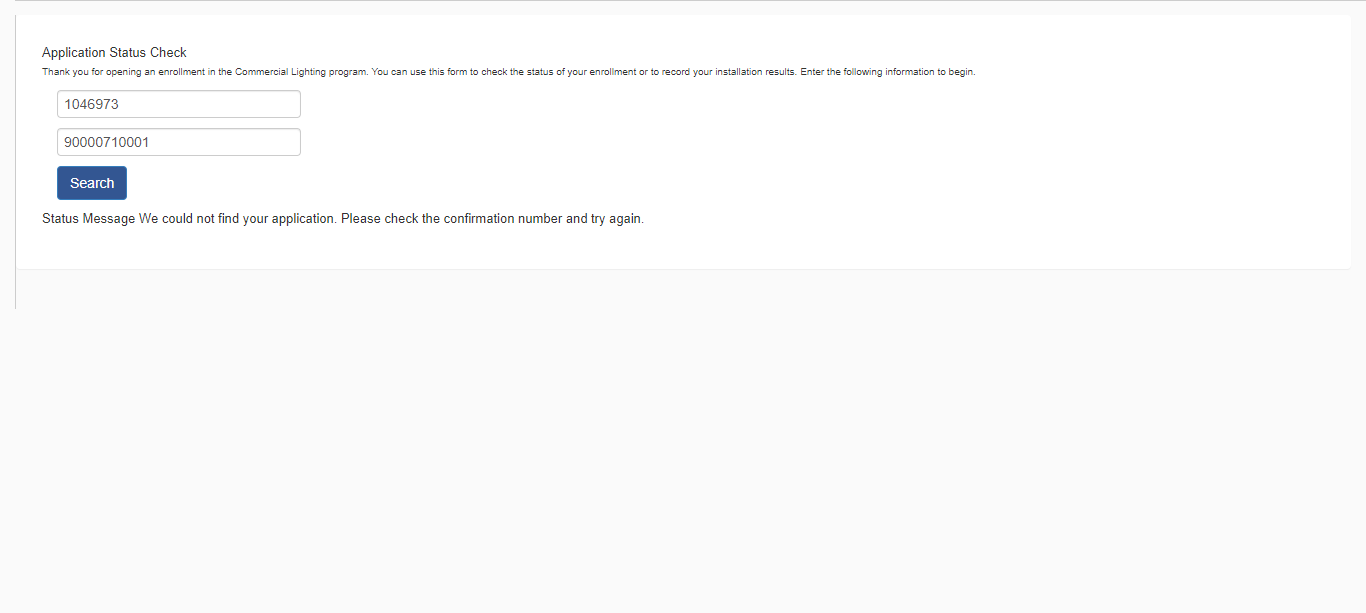 Application Status Check
Thank you for opening an enrollment in the Commercial Lighting program. You can use this form to check the status of your enrollment or to record your installation results. Enter the following information to begin.
1046973
90000710001
Search
Status Message We could not find your application. Please check the confirmation number and try again.